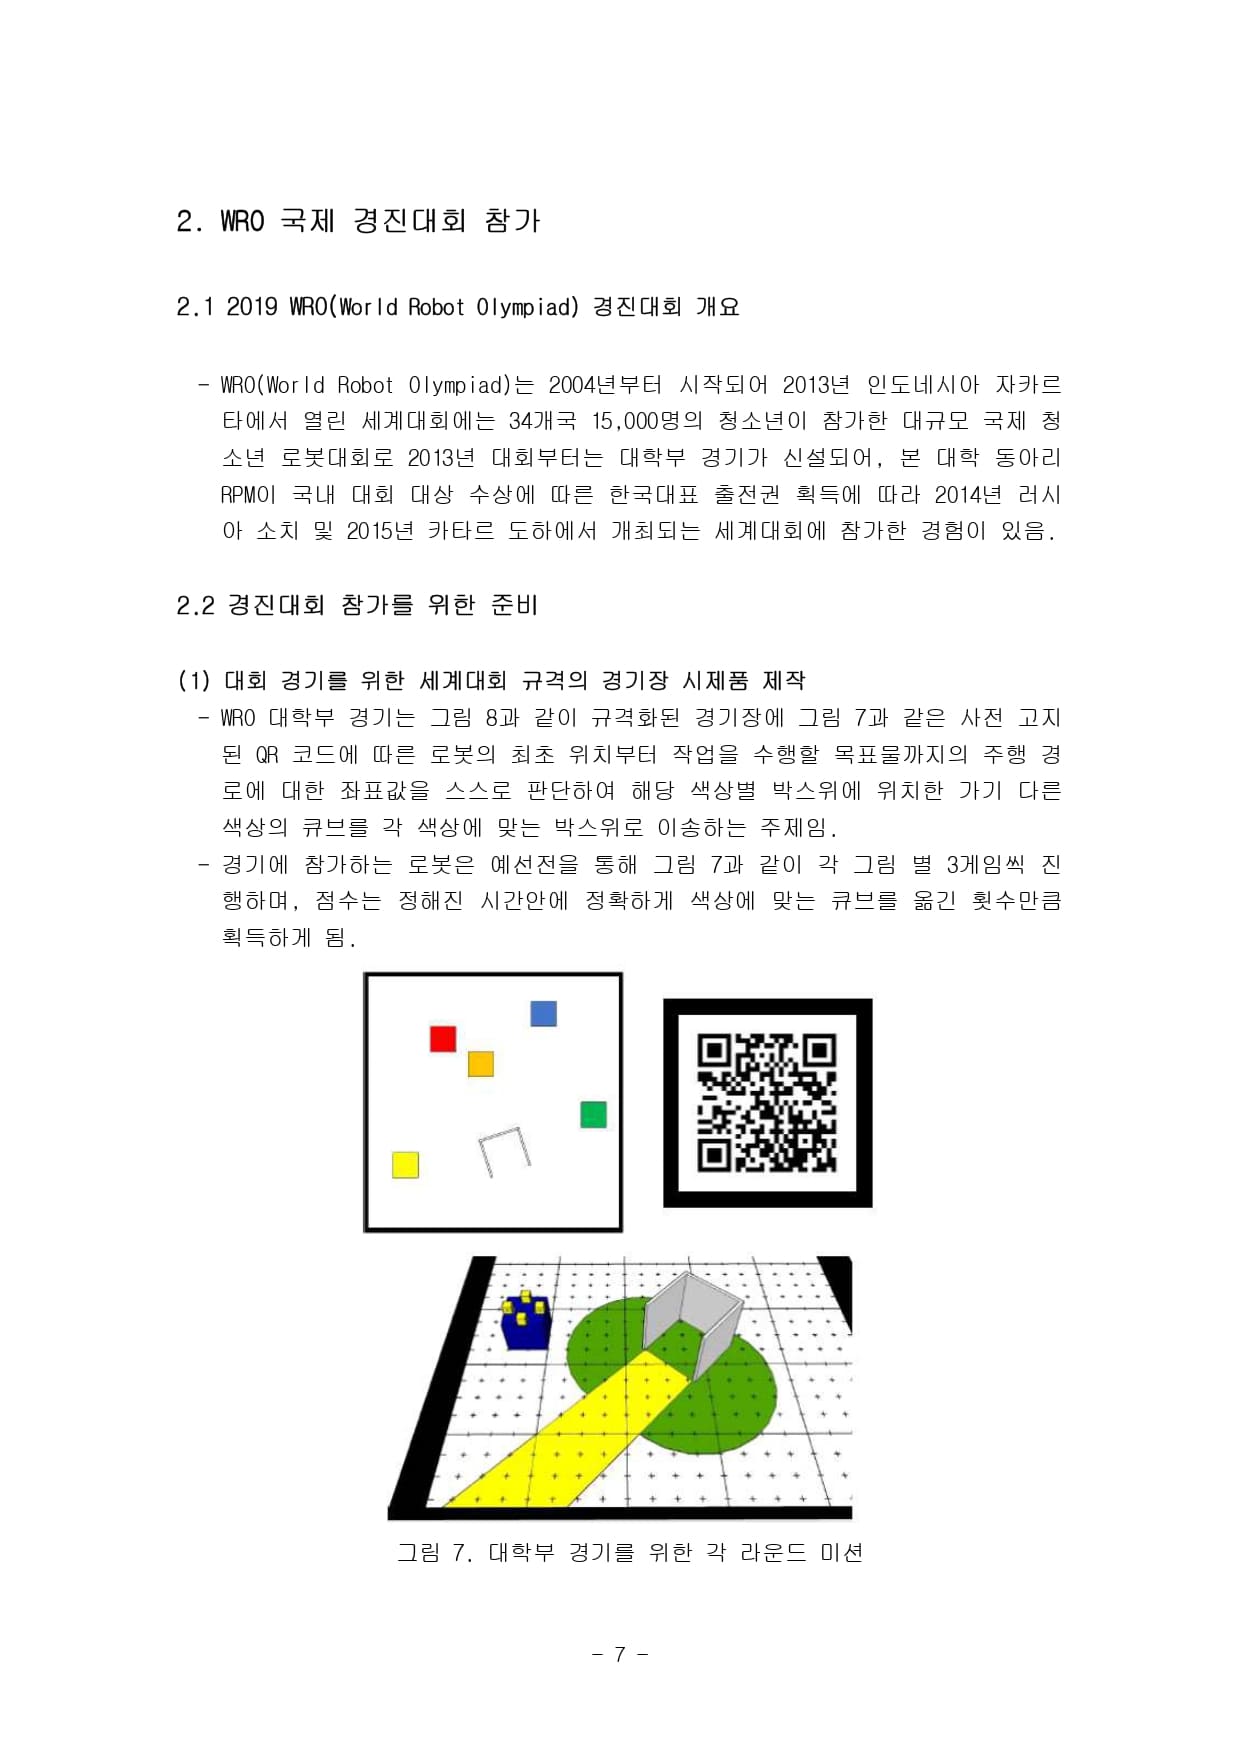 2. WRO 국제 경진대회 참가
2.1 2019 WRO(World Robot Olympiad) 경진대회 개요
- WRO(World Robot Olympiad)는 2004년부터 시작되어 2013년 인도네시아 자카르
타에서 열린 세계대회에는 34개국 15,000명의 청소년이 참가한 대규모 국제 청
소년 로봇대회로 2013년 대회부터는 대학부 경기가 신설되어, 본 대학 동아리
RPM이 국내 대회 대상 수상에 따른 한국대표 출전권 획득에 따라 2014년 러시
아 소치 및 2015년 카타르 도하에서 개최되는 세계대회에 참가한 경험이 있음.
2.2 경진대회 참가를 위한 준비
(1) 대회 경기를 위한 세계대회 규격의 경기장 시제품 제작
- WRO 대학부 경기는 그림 8과 같이 규격화된 경기장에 그림 7과 같은 사전 고지
된 QR 코드에 따른 로봇의 최초 위치부터 작업을 수행할 목표물까지의 주행 경
로에 대한 좌표값을 스스로 판단하여 해당 색상별 박스위에 위치한 가기 다른
색상의 큐브를 각 색상에 맞는 박스위로 이송하는 주제임.
- 경기에 참가하는 로봇은 예선전을 통해 그림 7과 같이 각 그림 별 3게임씩 진
행하며, 점수는 정해진 시간안에 정확하게 색상에 맞는 큐브를 옮긴 횟수만큼
획득하게 됨.
그림 7. 대학부 경기를 위한 각 라운드 미션
- 7 -